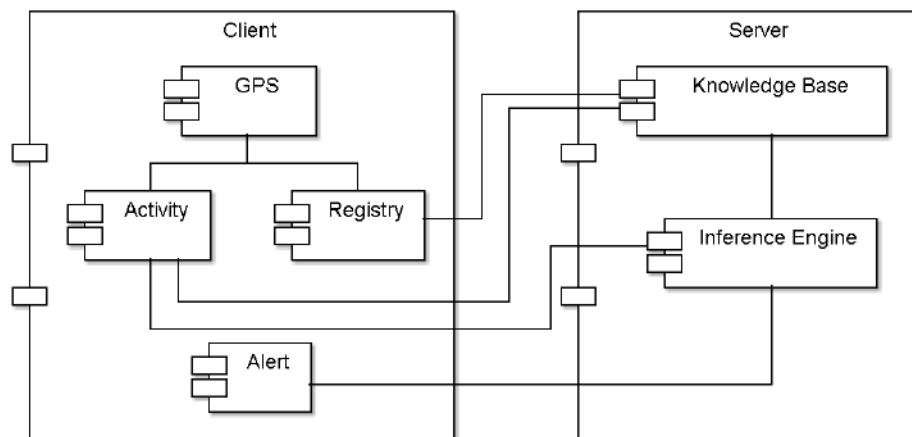 Client
Server
GPS
Knowledge Base
Activity
Registry
Inference Engine
Alert